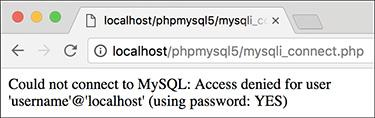 localhost/phpmysql5/mysqli_c
localhost/phpmysql5/mysqli_connect.php
Could not connect to MySQL: Access denied for user
'username'@'localhost' (using password: YES)